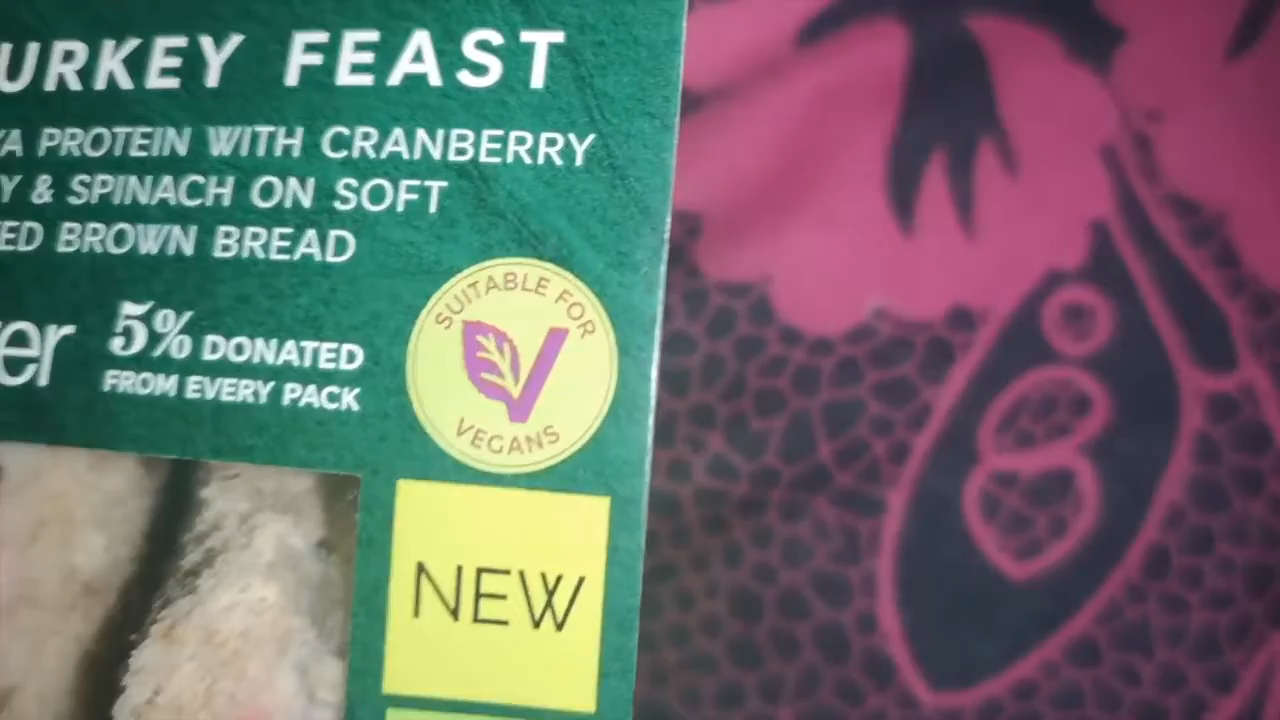 URKEY FEAST
YA PROTEIN WITH CRANBERRY
Y & SPINACH ON SOFT
ED BROWN BREAD
er
5% DONATED
FROM EVERY PACK
SUITABLE FOR
VEGANS
NEW